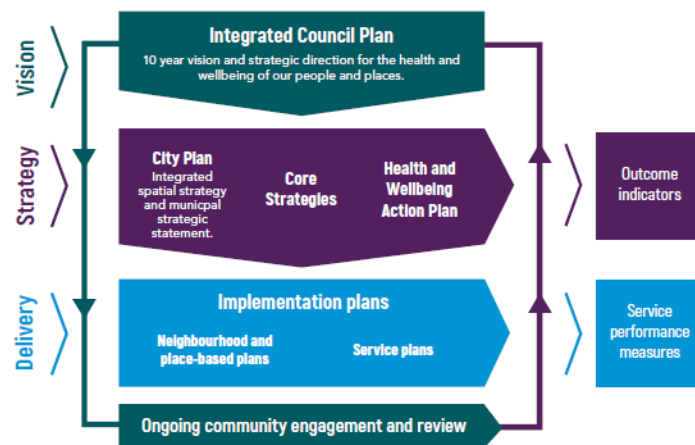 Vision
Integrated Council Plan
10 year vision and strategic direction for the health and
wellbeing of our people and places.
Strategy
City Plan
Integrated
spatial strategy
and municpal
strategic
statement.
Core
Strategies
Health and
Wellbeing
Action Plan
Outcome
indicators
Delivery
Implementation plans
Neighbourhood and
place-based plans
Service plans
Service
performance
measures
Ongoing community engagement and review